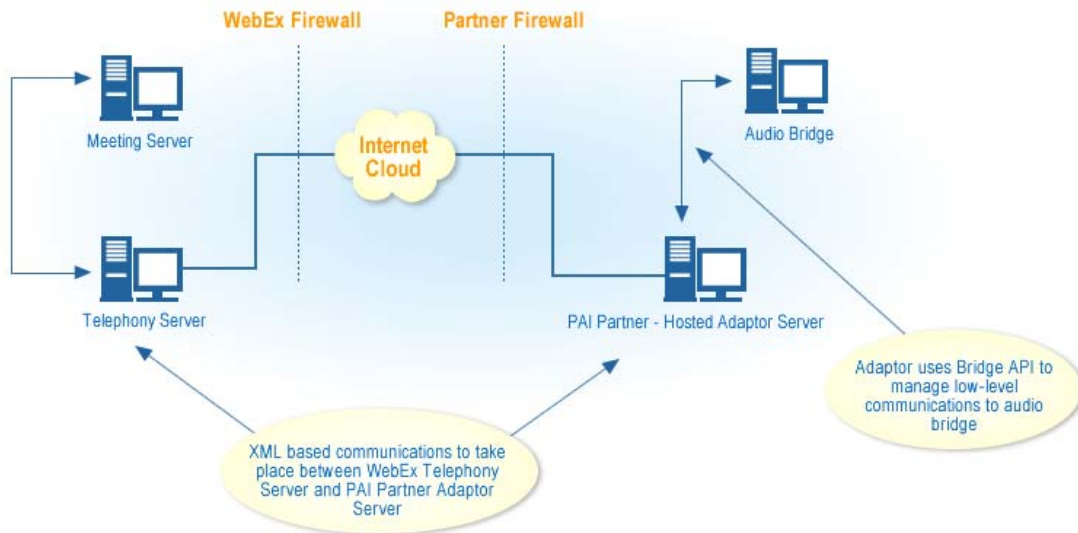 WebEx Firewall
Partner Firewall
Meeting Server
Internet
Cloud
Audio Bridge
Telephony Server
PAI Partner - Hosted Adaptor Server
Adaptor uses Bridge API to
manage low-level
communications to audio
bridge
XML based communications to take
place between WebEx Telephony
Server and PAI Partner Adaptor
Server